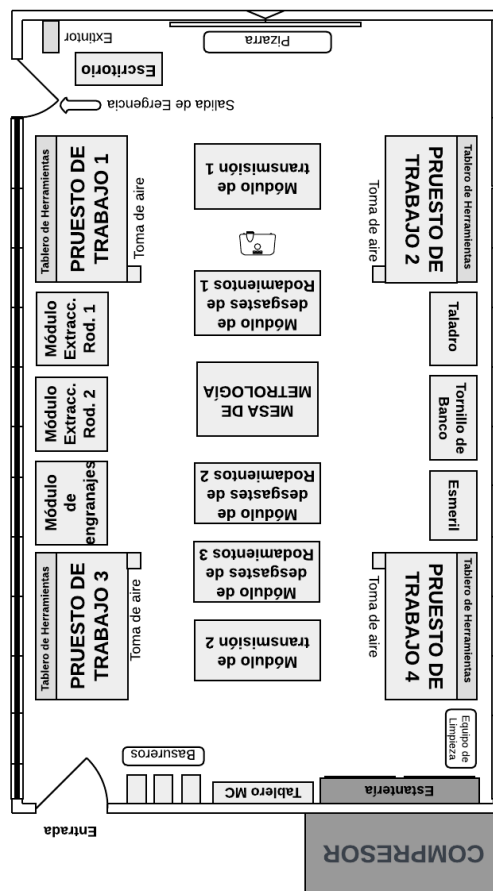 Extintor
Pizarra
Escritorio
Salida de Eergencia
Tablero de Herramientas
PRUESTO DE
TRABAJO 1
Toma de aire
Módulo de
transmisión 1
Toma de aire
PRUESTO DE
TRABAJO 2
Tablero de Herramientas
Módulo
Extracc.
Rod. 1
Módulo de
desgastes de
Rodamientos 1
Taladro
Módulo
Extracc.
Rod. 2
MESA DE
METROLOGÍA
Tornillo de
Banco
Módulo
de
engranajes
Módulo de
desgastes de
Rodamientos 2
Esmeril
Módulo de
desgastes de
Rodamientos 3
Tablero de Herramientas
PRUESTO DE
TRABAJO 3
Toma de aire
Módulo de
transmisión 2
Toma de aire
PRUESTO DE
TRABAJO 4
Tablero de Herramientas
Equipo de
Limpieza
Basureros
Tablero MC
Estantería
Entrada
COMPRESOR